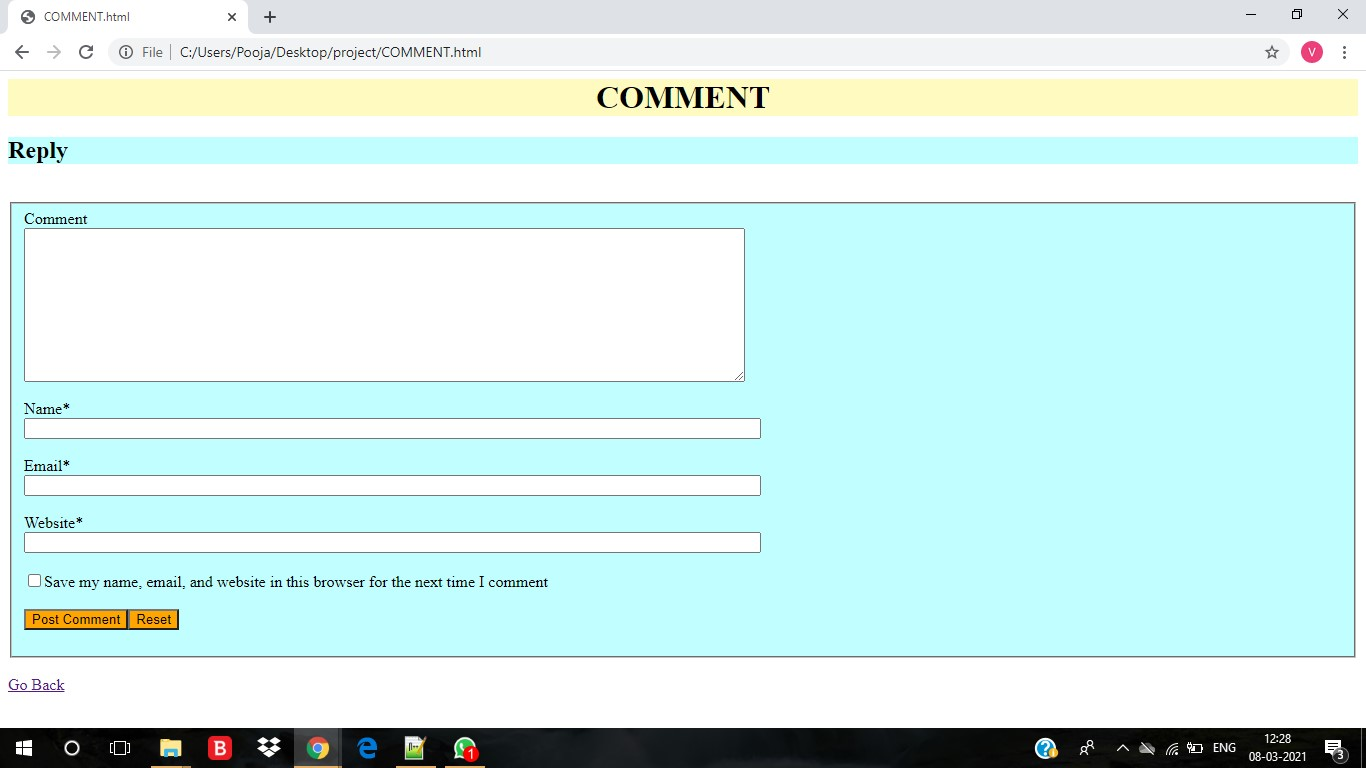 COMMENT.html
File
C:/Users/Pooja/Desktop/project/COMMENT.html
V
COMMENT
Reply
Comment
Name*
Email*
Website*
Save my name, email, and website in this browser for the next time I comment
Post Comment Reset
Go Back
B
1
ENG
12:28
08-03-2021
3